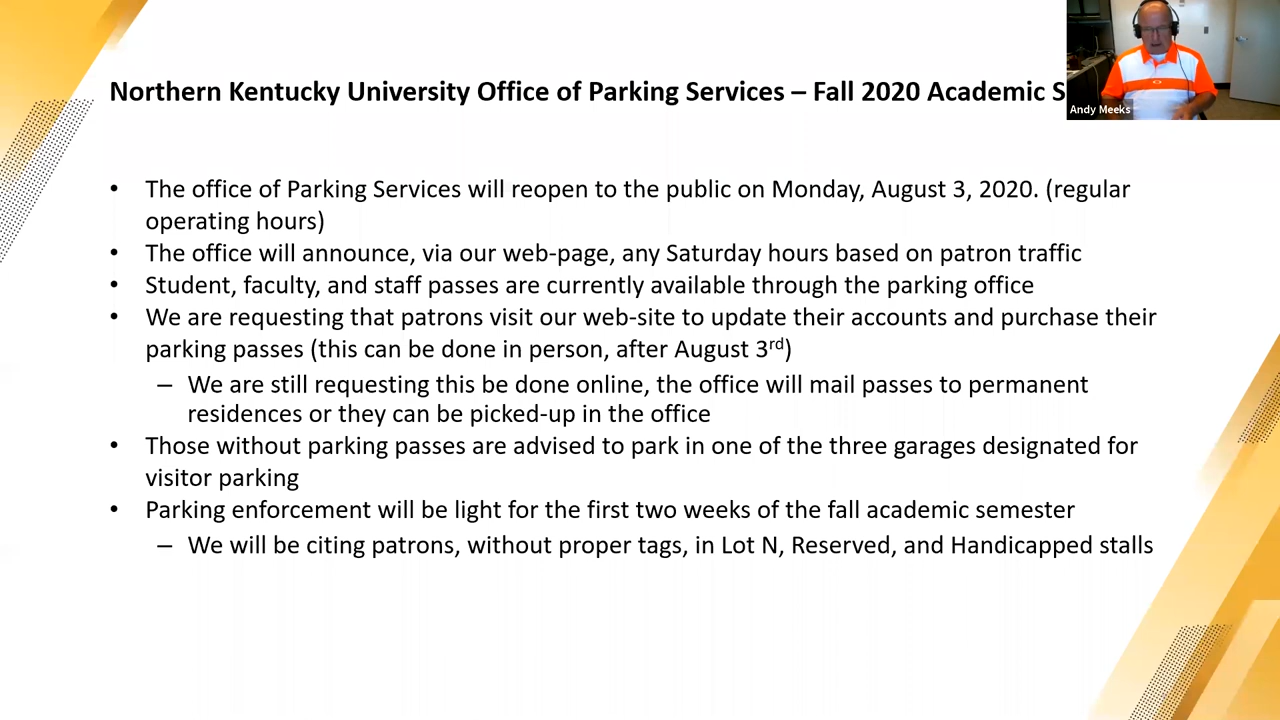 Northern Kentucky University Office of Parking Services – Fall 2020 Academic
Andy Meeks
• The office of Parking Services will reopen to the public on Monday, August 3, 2020. (regular
operating hours)
• The office will announce, via our web-page, any Saturday hours based on patron traffic
• Student, faculty, and staff passes are currently available through the parking office
• We are requesting that patrons visit our web-site to update their accounts and purchase their
parking passes (this can be done in person, after August 3rd)
– We are still requesting this be done online, the office will mail passes to permanent
residences or they can be picked-up in the office
• Those without parking passes are advised to park in one of the three garages designated for
visitor parking
• Parking enforcement will be light for the first two weeks of the fall academic semester
– We will be citing patrons, without proper tags, in Lot N, Reserved, and Handicapped stalls